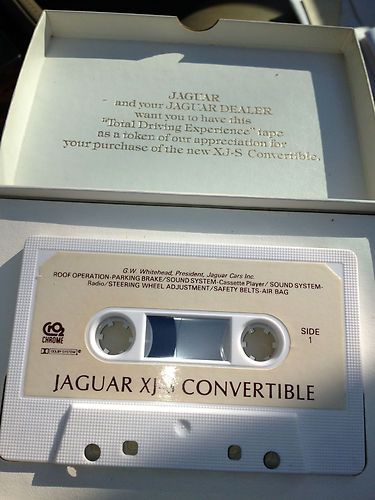 JAGUAR
and your JAGUAR DEALER
want you to have this
"Total Driving Experience" tape
as a token of our appreciation for
your purchase of the new XJ-S Convertible.
G.W. Whitehead, President, Jaguar Cars Inc.
ROOF OPERATION-PARKING BRAKE/SOUND SYSTEM-Cassette Player/ SOUND SYSTEM-
Radio/STEERING WHEEL ADJUSTMENT/SAFETY BELTS-AIR BAG
CHROME
DOLBY SYSTEM
SIDE
1
JAGUAR XJ-S CONVERTIBLE